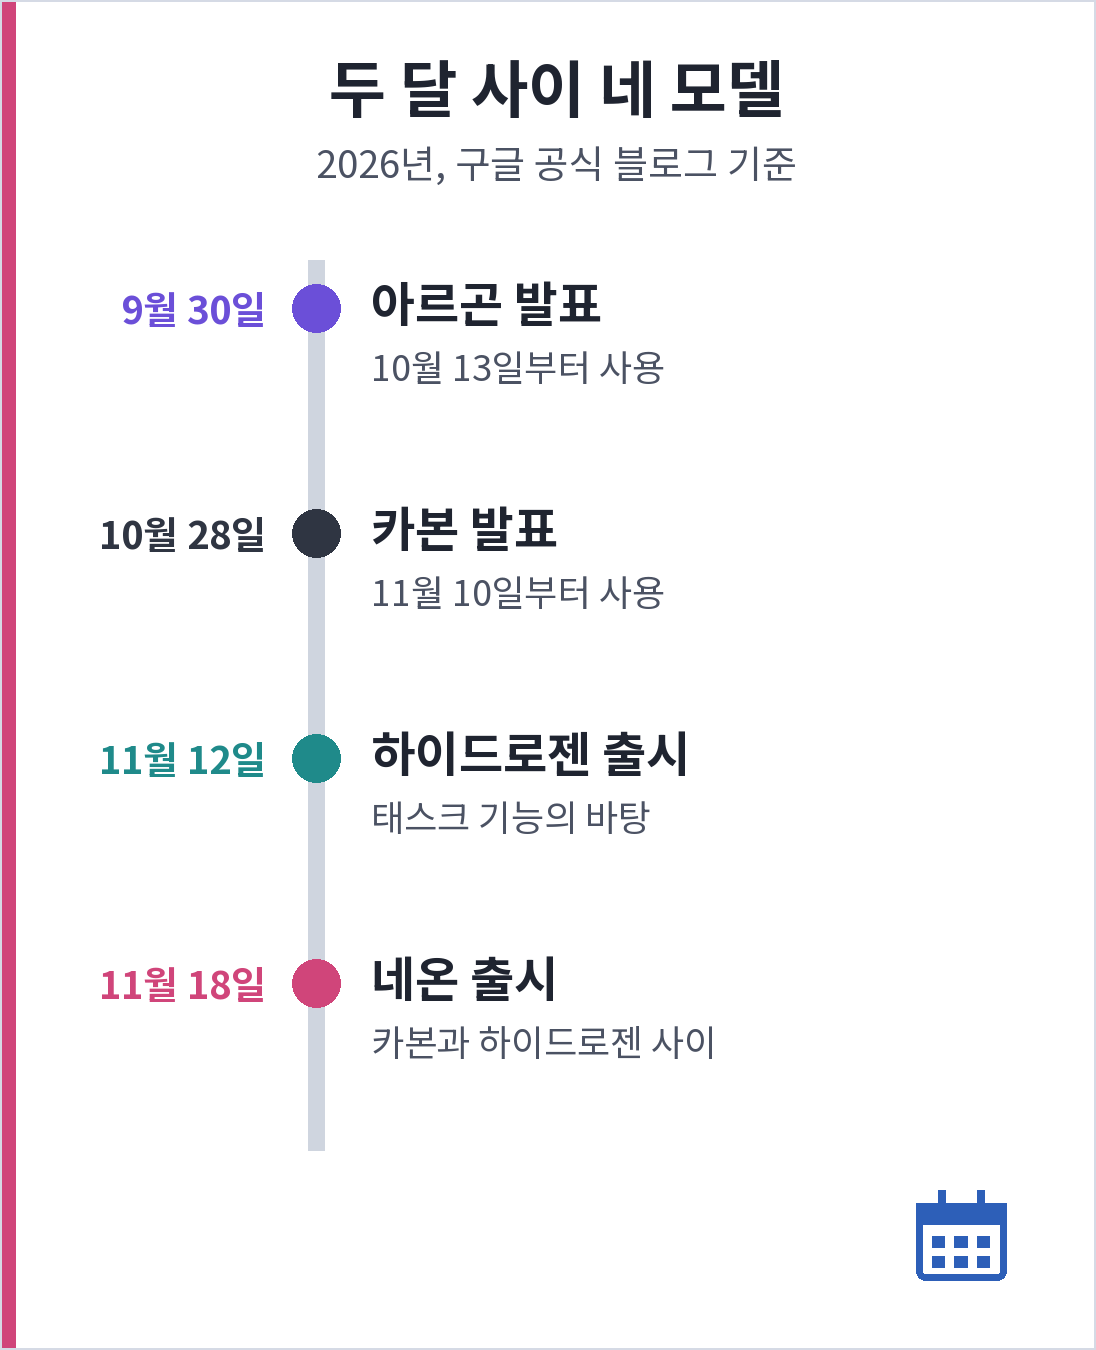 두 달 사이 네 모델
2026년, 구글 공식 블로그 기준
9월 30일
아르곤 발표
10월 13일부터 사용
10월 28일
카본 발표
11월 10일부터 사용
11월 12일
하이드로젠 출시
태스크 기능의 바탕
11월 18일
네온 출시
카본과 하이드로젠 사이